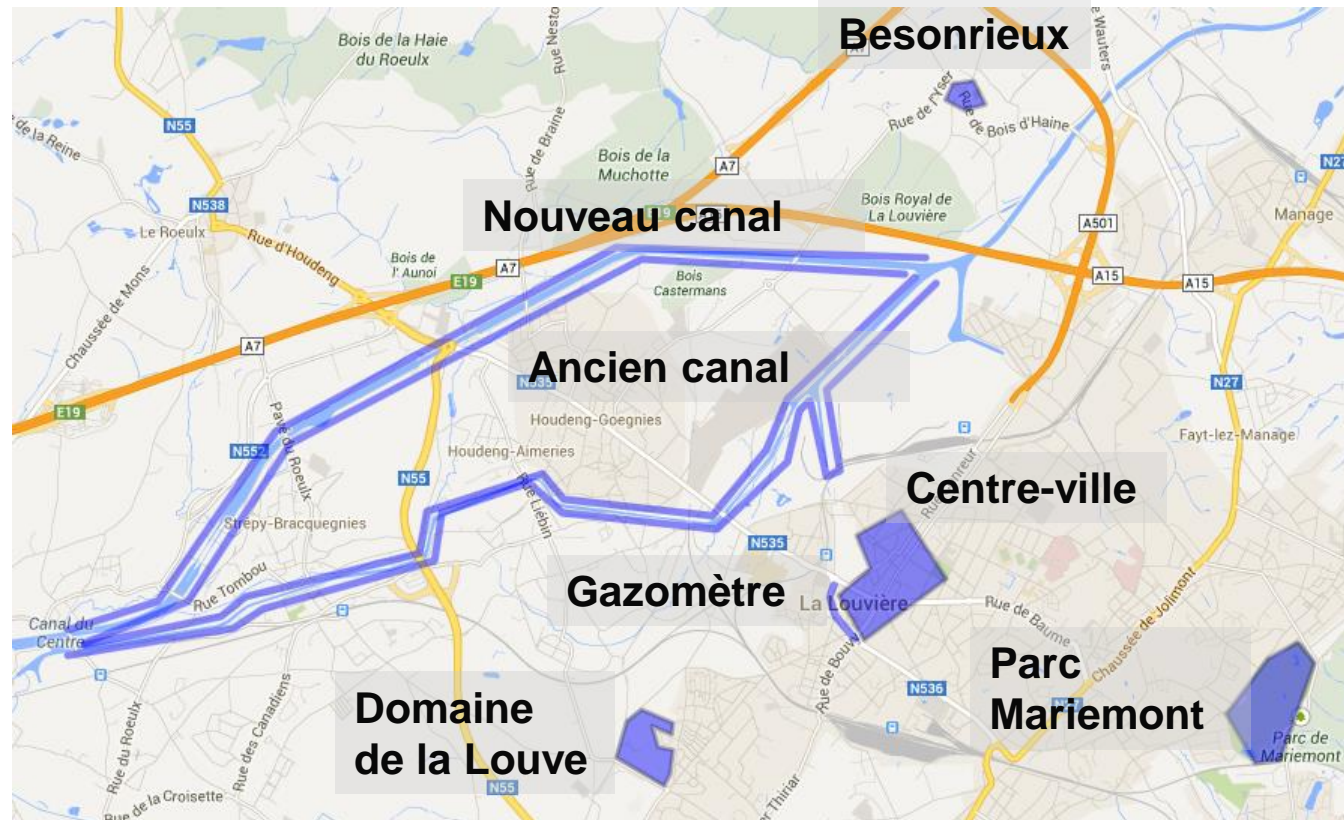 Besonrieux
Bois de la Haie
du Roeulx
Rue Nesto
A7
Wauters
N55
de la Reine
Rue de Braine
Rue de l'Yser
Rue de Bois d'Haine
Bois de la
Muchotte
A7
N27
N538
Le Roeulx
Nouveau canal
Bois Royal de
La Louvière
A501
Manage
Rue d'Houdeng
Bois de
l' Aunoi
A7
E19
Bois
Castermans
A15
A15
Chaussée de Mons
A7
Ancien canal
N535
N27
E19
Pavé du Roeulx
Houdeng-Goegnies
N552
Houdeng-Aimeries
Fayt-lez-Manage
N55
Rue Liébin
Centre-ville
Strépy-Bracquegnies
N535
Rue Tombou
Gazomètre
La Louvière
Rue de Baume
Chaussée de Jolimont
Canal du
Centre
Rue de Bouvy
Parc
Mariemont
N536
Domaine
de la Louve
Rue des Canadiens
Rue du Roeulx
Parc de
Mariemont
N55
Rue de la Croisette
Thiriar